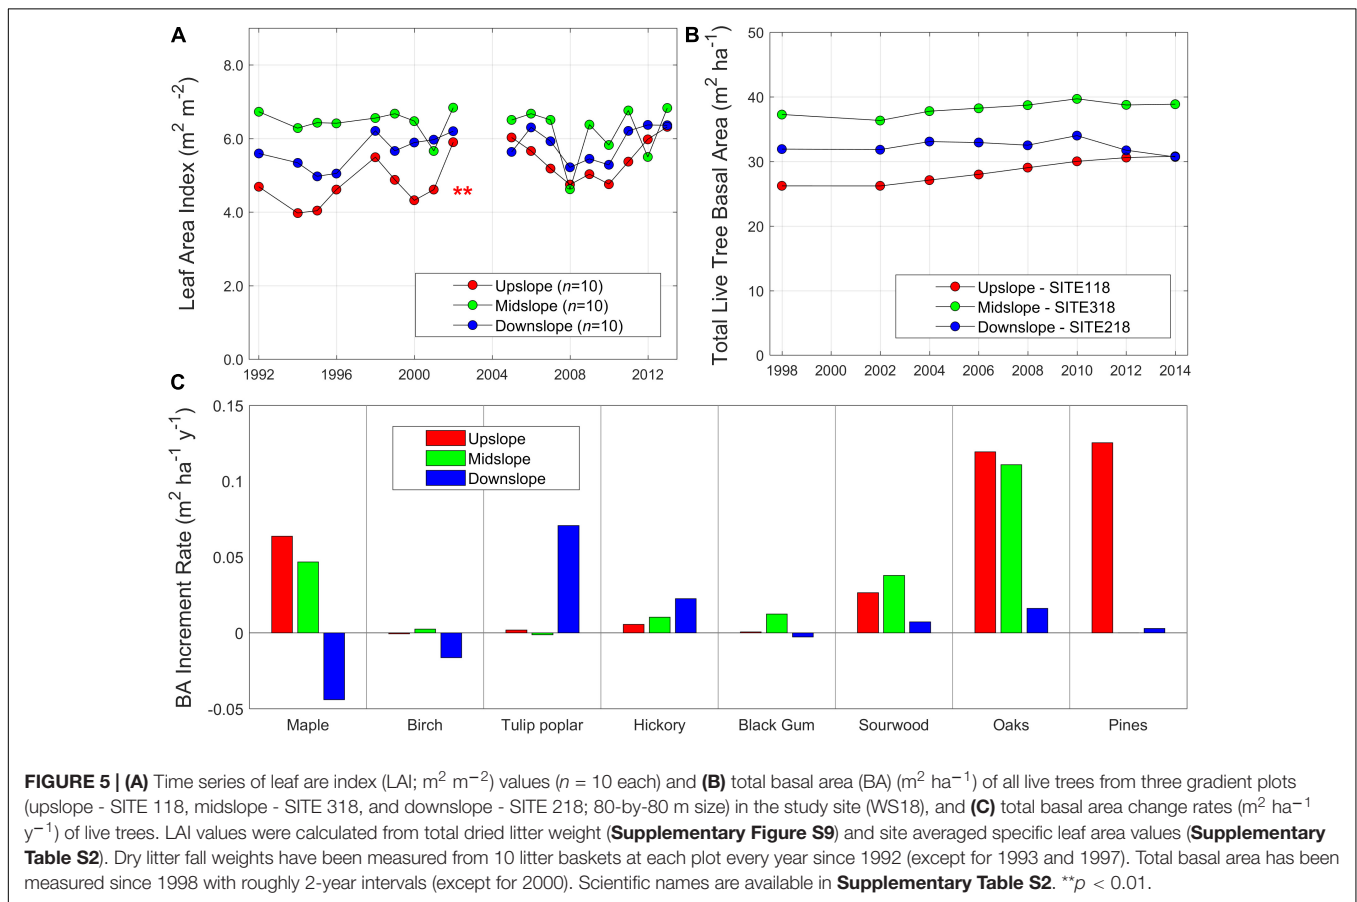 A
Leaf Area Index (m2 m-2)
8.0
6.0
4.0
2.0
0.0
**
Upslope (n=10)
Midslope (n=10)
Downslope (n=10)
1992 1996 2000 2004 2008 2012
B
Total Live Tree Basal Area (m2 ha-1)
50
40
30
20
10
0
Upslope - SITE118
Midslope - SITE318
Downslope - SITE218
1998 2000 2002 2004 2006 2008 2010 2012 2014
C
BA Increment Rate (m2 ha-1 y-1)
0.15
0.1
0.05
0
-0.05
Upslope
Midslope
Downslope
Maple Birch Tulip poplar Hickory Black Gum Sourwood Oaks Pines
FIGURE 5 | (A) Time series of leaf are index (LAI; m2 m−2) values (n = 10 each) and (B) total basal area (BA) (m2 ha−1) of all live trees from three gradient plots
(upslope - SITE 118, midslope - SITE 318, and downslope - SITE 218; 80-by-80 m size) in the study site (WS18), and (C) total basal area change rates (m2 ha−1
y−1) of live trees. LAI values were calculated from total dried litter weight (Supplementary Figure S9) and site averaged specific leaf area values (Supplementary
Table S2). Dry litter fall weights have been measured from 10 litter baskets at each plot every year since 1992 (except for 1993 and 1997). Total basal area has been
measured since 1998 with roughly 2-year intervals (except for 2000). Scientific names are available in Supplementary Table S2. **p < 0.01.